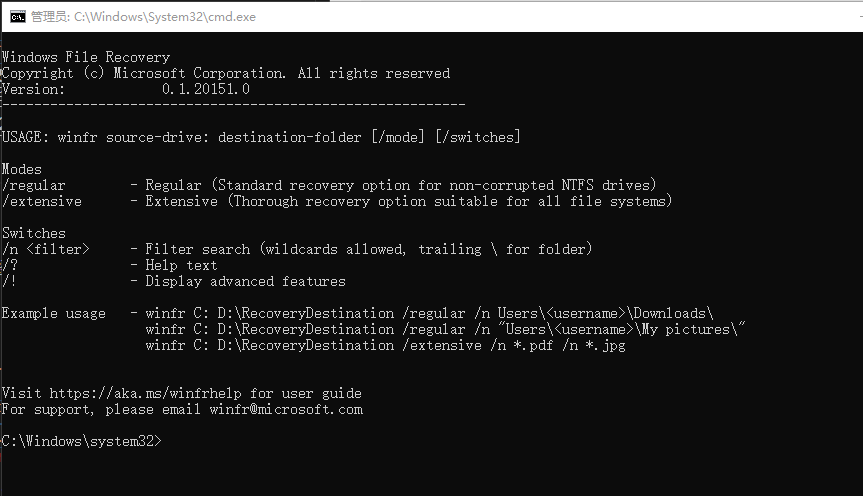 管理员: C:\Windows\System32\cmd.exe
Windows File Recovery
Copyright (c) Microsoft Corporation. All rights reserved
Version:            0.1.20151.0
----------------------------------------------------------
USAGE: winfr source-drive: destination-folder [/mode] [/switches]
Modes
/regular        - Regular (Standard recovery option for non-corrupted NTFS drives)
/extensive      - Extensive (Thorough recovery option suitable for all file systems)
Switches
/n <filter>     - Filter search (wildcards allowed, trailing \ for folder)
/?              - Help text
/!              - Display advanced features
Example usage   - winfr C: D:\RecoveryDestination /regular /n Users\<username>\Downloads\
                  winfr C: D:\RecoveryDestination /regular /n "Users\<username>\My pictures\"
                  winfr C: D:\RecoveryDestination /extensive /n *.pdf /n *.jpg
Visit https://aka.ms/winfrhelp for user guide
For support, please email winfr@microsoft.com
C:\Windows\system32>